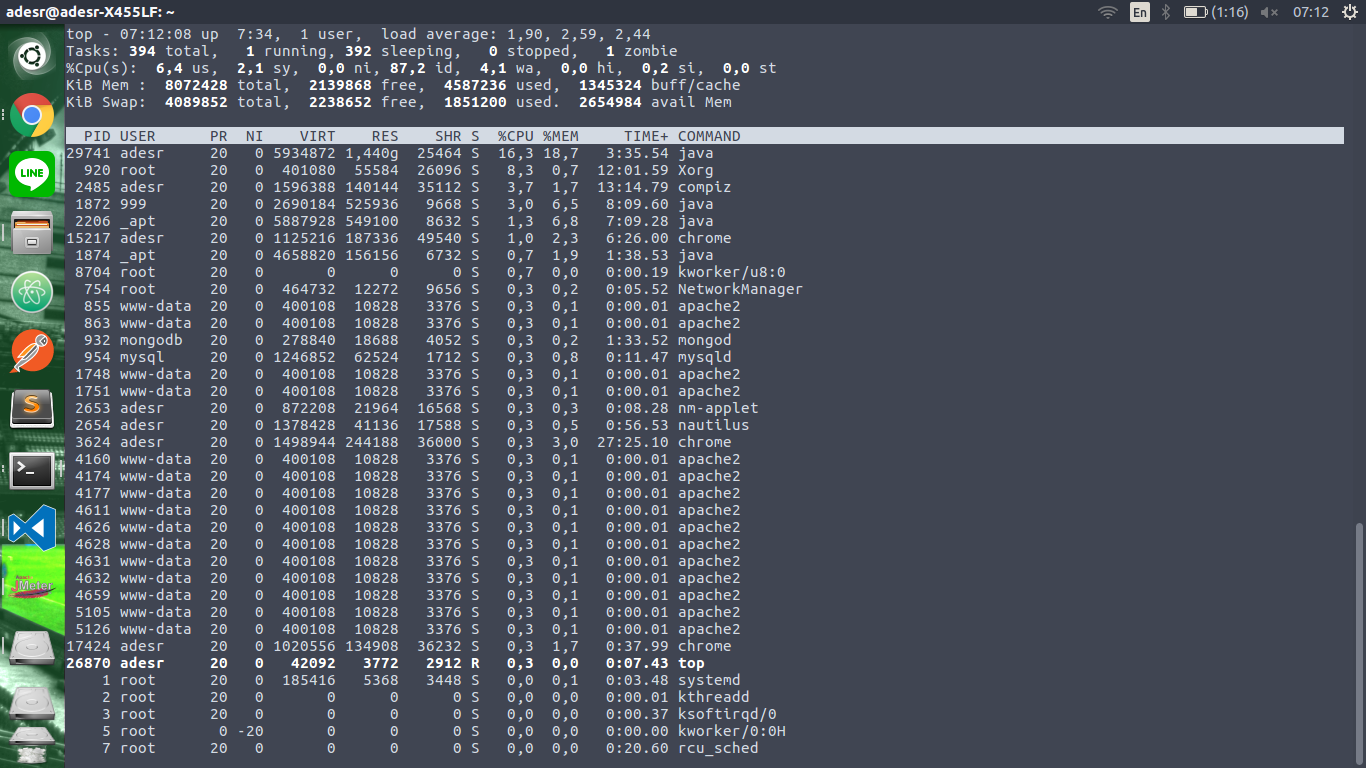 adesr@adesr-X455LF: ~
En (1:16) 07:12
top - 07:12:08 up  7:34,  1 user,  load average: 1,90, 2,59, 2,44
Tasks: 394 total,   1 running, 392 sleeping,   0 stopped,   1 zombie
%Cpu(s):  6,4 us,  2,1 sy,  0,0 ni, 87,2 id,  4,1 wa,  0,0 hi,  0,2 si,  0,0 st
KiB Mem :  8072428 total,  2139868 free,  4587236 used,  1345324 buff/cache
KiB Swap:  4089852 total,  2238652 free,  1851200 used.  2654984 avail Mem
PID USER PR NI VIRT RES SHR S %CPU %MEM TIME+ COMMAND
29741 adesr 20 0 5934872 1,440g 25464 S 16,3 18,7 3:35.54 java
920 root 20 0 401080 55584 26096 S 8,3 0,7 12:01.59 Xorg
2485 adesr 20 0 1596388 140144 35112 S 3,7 1,7 13:14.79 compiz
1872 999 20 0 2690184 525936 9668 S 3,0 6,5 8:09.60 java
2206 _apt 20 0 5887928 549100 8632 S 1,3 6,8 7:09.28 java
15217 adesr 20 0 1125216 187336 49540 S 1,0 2,3 6:26.00 chrome
1874 _apt 20 0 4658820 156156 6732 S 0,7 1,9 1:38.53 java
8704 root 20 0 0 0 0 S 0,7 0,0 0:00.19 kworker/u8:0
754 root 20 0 464732 12272 9656 S 0,3 0,2 0:05.52 NetworkManager
855 www-data 20 0 400108 10828 3376 S 0,3 0,1 0:00.01 apache2
863 www-data 20 0 400108 10828 3376 S 0,3 0,1 0:00.01 apache2
932 mongodb 20 0 278840 18688 4052 S 0,3 0,2 1:33.52 mongod
954 mysql 20 0 1246852 62524 1712 S 0,3 0,8 0:11.47 mysqld
1748 www-data 20 0 400108 10828 3376 S 0,3 0,1 0:00.01 apache2
1751 www-data 20 0 400108 10828 3376 S 0,3 0,1 0:00.01 apache2
2653 adesr 20 0 872208 21964 16568 S 0,3 0,3 0:08.28 nm-applet
2654 adesr 20 0 1378428 41136 17588 S 0,3 0,5 0:56.53 nautilus
3624 adesr 20 0 1498944 244188 36000 S 0,3 3,0 27:25.10 chrome
4160 www-data 20 0 400108 10828 3376 S 0,3 0,1 0:00.01 apache2
4174 www-data 20 0 400108 10828 3376 S 0,3 0,1 0:00.01 apache2
4177 www-data 20 0 400108 10828 3376 S 0,3 0,1 0:00.01 apache2
4611 www-data 20 0 400108 10828 3376 S 0,3 0,1 0:00.01 apache2
4626 www-data 20 0 400108 10828 3376 S 0,3 0,1 0:00.01 apache2
4628 www-data 20 0 400108 10828 3376 S 0,3 0,1 0:00.01 apache2
4631 www-data 20 0 400108 10828 3376 S 0,3 0,1 0:00.01 apache2
4632 www-data 20 0 400108 10828 3376 S 0,3 0,1 0:00.01 apache2
4659 www-data 20 0 400108 10828 3376 S 0,3 0,1 0:00.01 apache2
5105 www-data 20 0 400108 10828 3376 S 0,3 0,1 0:00.01 apache2
5126 www-data 20 0 400108 10828 3376 S 0,3 0,1 0:00.01 apache2
17424 adesr 20 0 1020556 134908 36232 S 0,3 1,7 0:37.99 chrome
26870 adesr 20 0 42092 3772 2912 R 0,3 0,0 0:07.43 top
1 root 20 0 185416 5368 3448 S 0,0 0,1 0:03.48 systemd
2 root 20 0 0 0 0 S 0,0 0,0 0:00.01 kthreadd
3 root 20 0 0 0 0 S 0,0 0,0 0:00.37 ksoftirqd/0
5 root 0 -20 0 0 0 S 0,0 0,0 0:00.00 kworker/0:0H
7 root 20 0 0 0 0 S 0,0 0,0 0:20.60 rcu_sched
LINE
S
>_
Meter